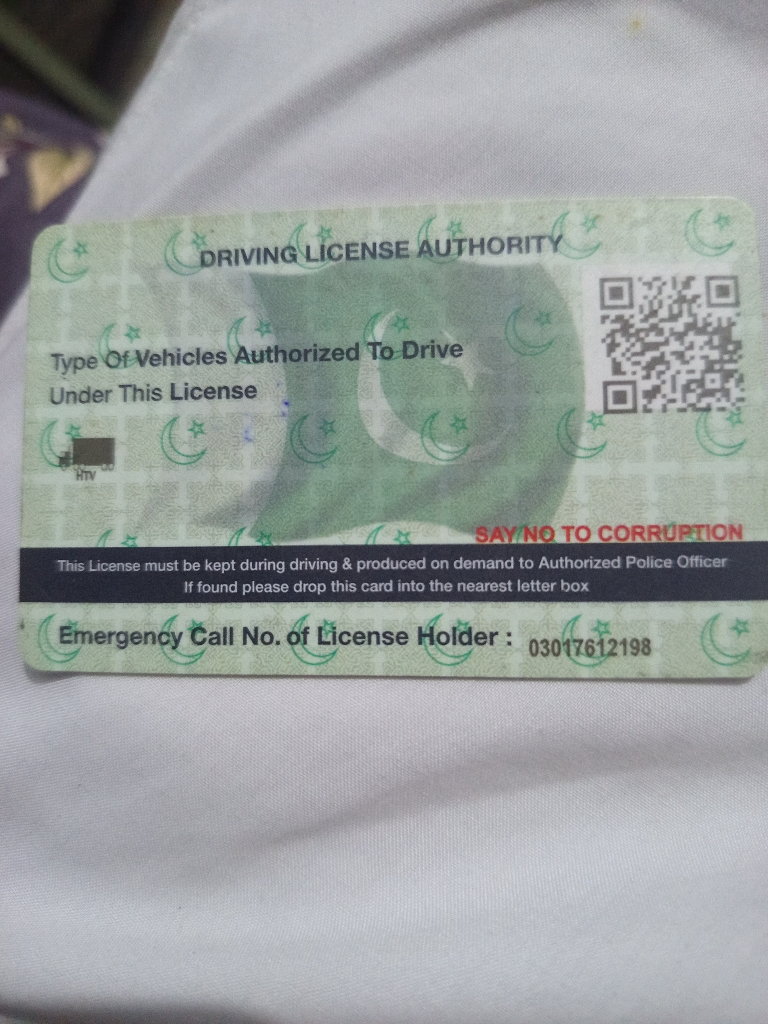 DRIVING LICENSE AUTHORITY
Type Of Vehicles Authorized To Drive
Under This License
HTV
SAY NO TO CORRUPTION
This License must be kept during driving & produced on demand to Authorized Police Officer
If found please drop this card into the nearest letter box
Emergency Call No. of License Holder : 03017612198